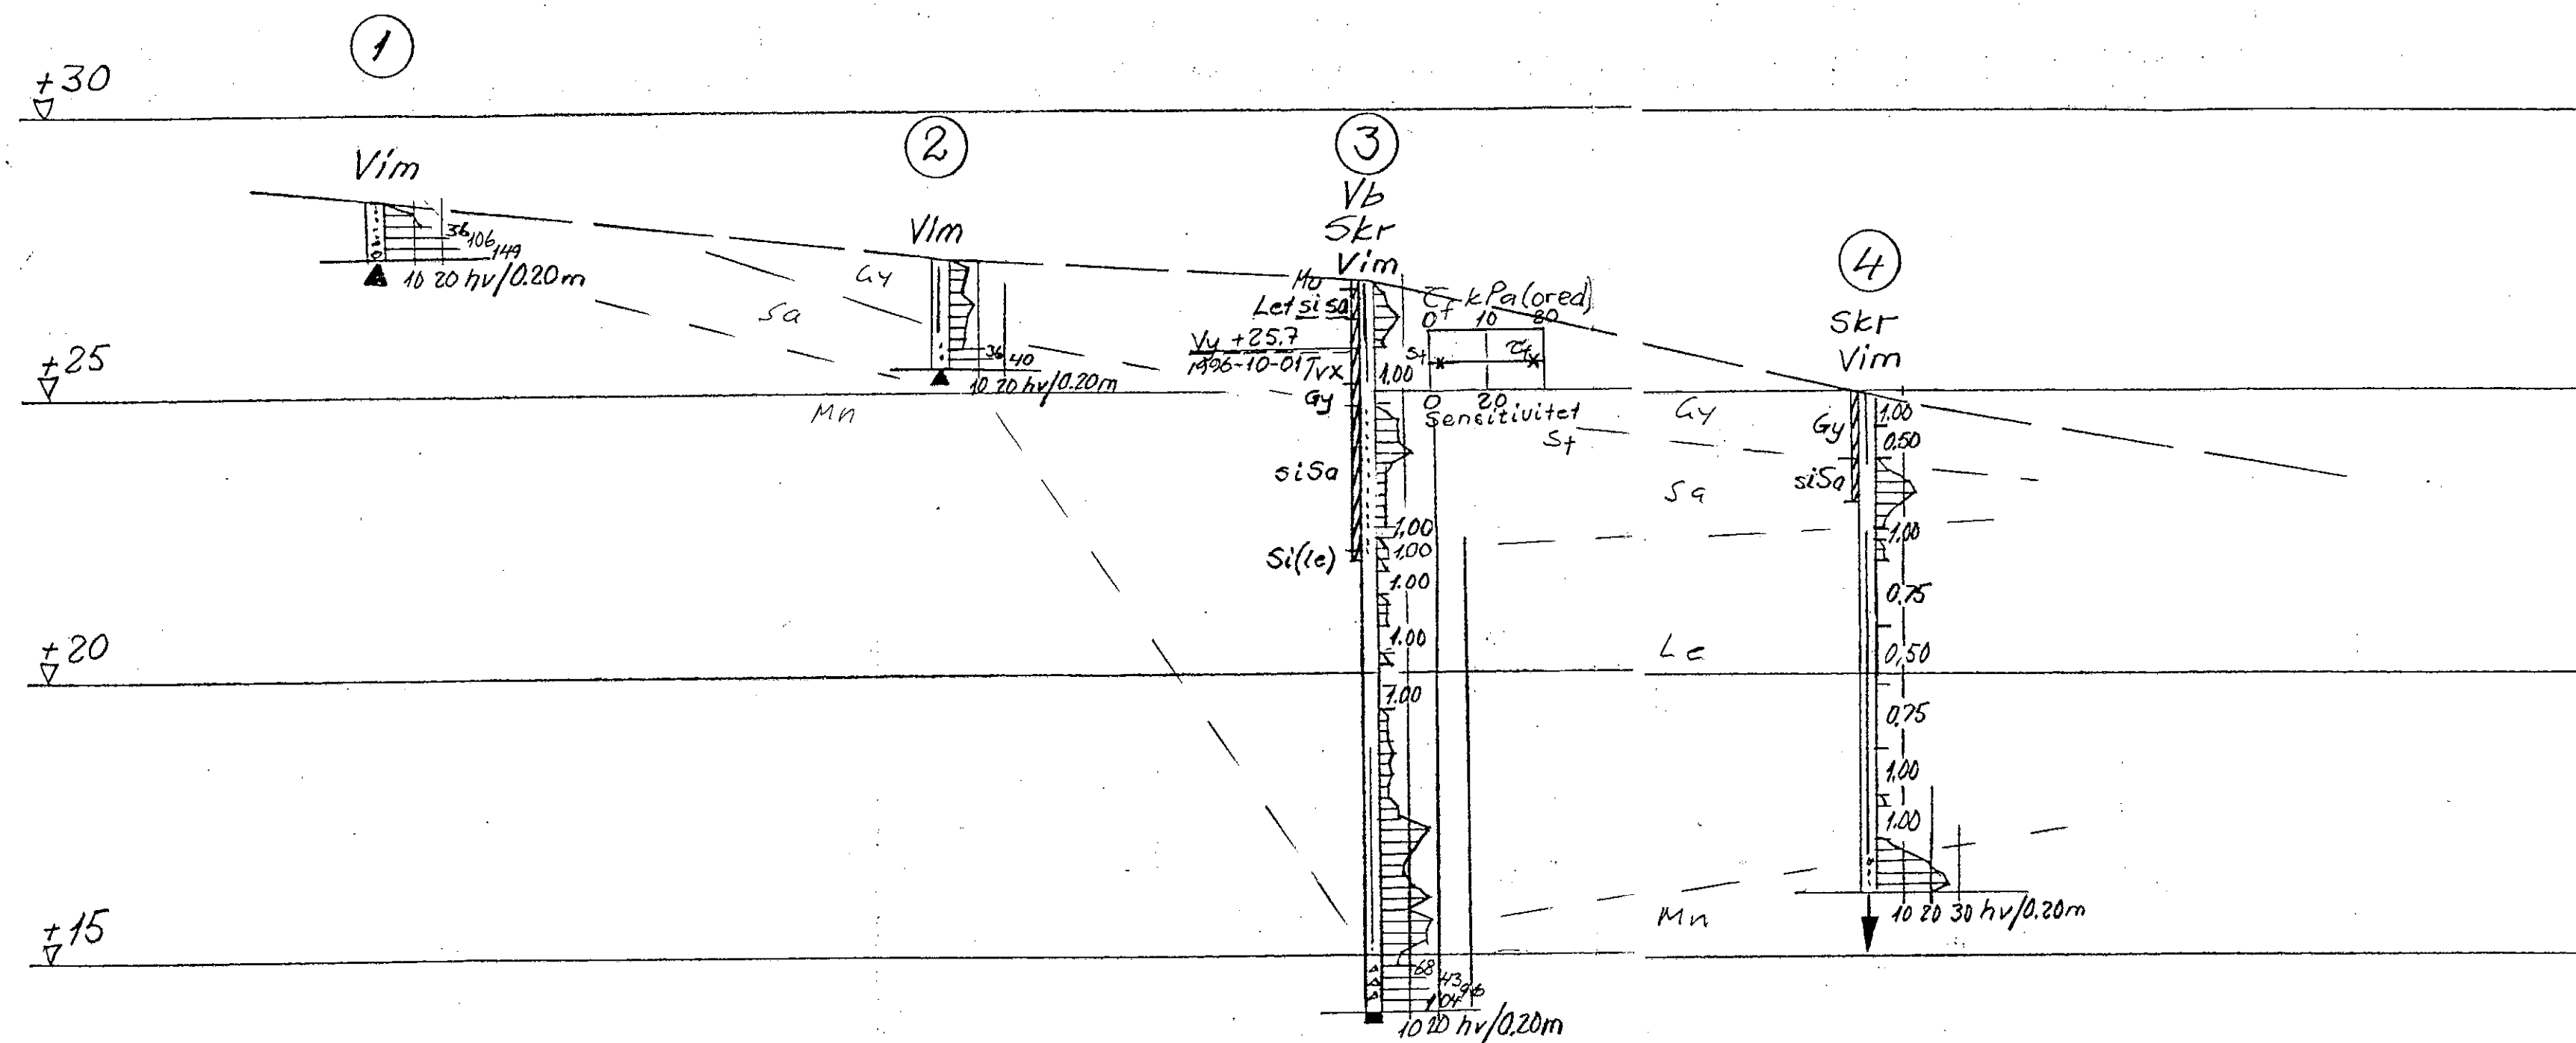 1
+30
2
3
Vim
Vb
Skr
Vim
Vim
4
36 106 149
10 20 hv/0.20m
Gy
Sa
36 40
10 20 hv/0.20m
Let si sa
Vy +25.7
1996-10-01 Tvx
1.00
Gy
τf kPa (ored)
0 10 20
St τf
0 20
Sensitivitet
St
Skr
Vim
+25
Mn
siSa
1.00
1.00
Si(le)
1.00
1.00
1.00
Gy
Sa
Gy
siSa
1.00
0.50
1.00
0.75
0.50
0.75
1.00
1.00
+20
Le
+15
Mn
10 20 30 hv/0.20m
68
43
104
10 20 hv/0.20m